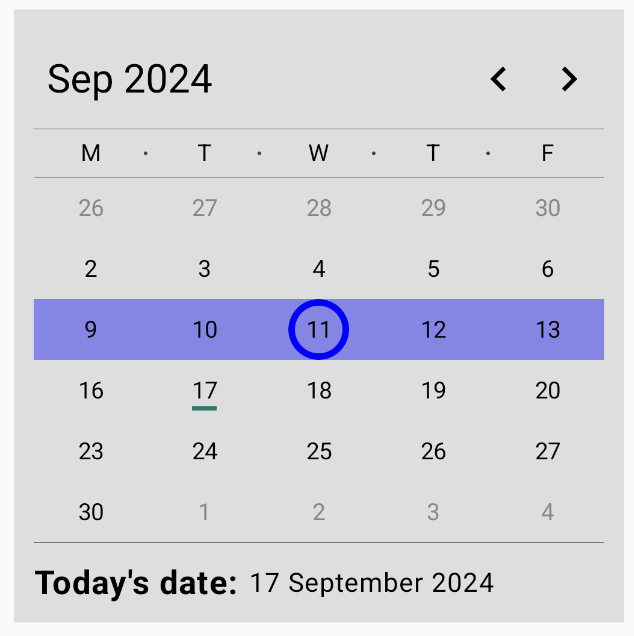 Sep 2024
M · T · W · T · F
26 27 28 29 30
2 3 4 5 6
9 10 11 12 13
16 17 18 19 20
23 24 25 26 27
30 1 2 3 4
Today's date: 17 September 2024